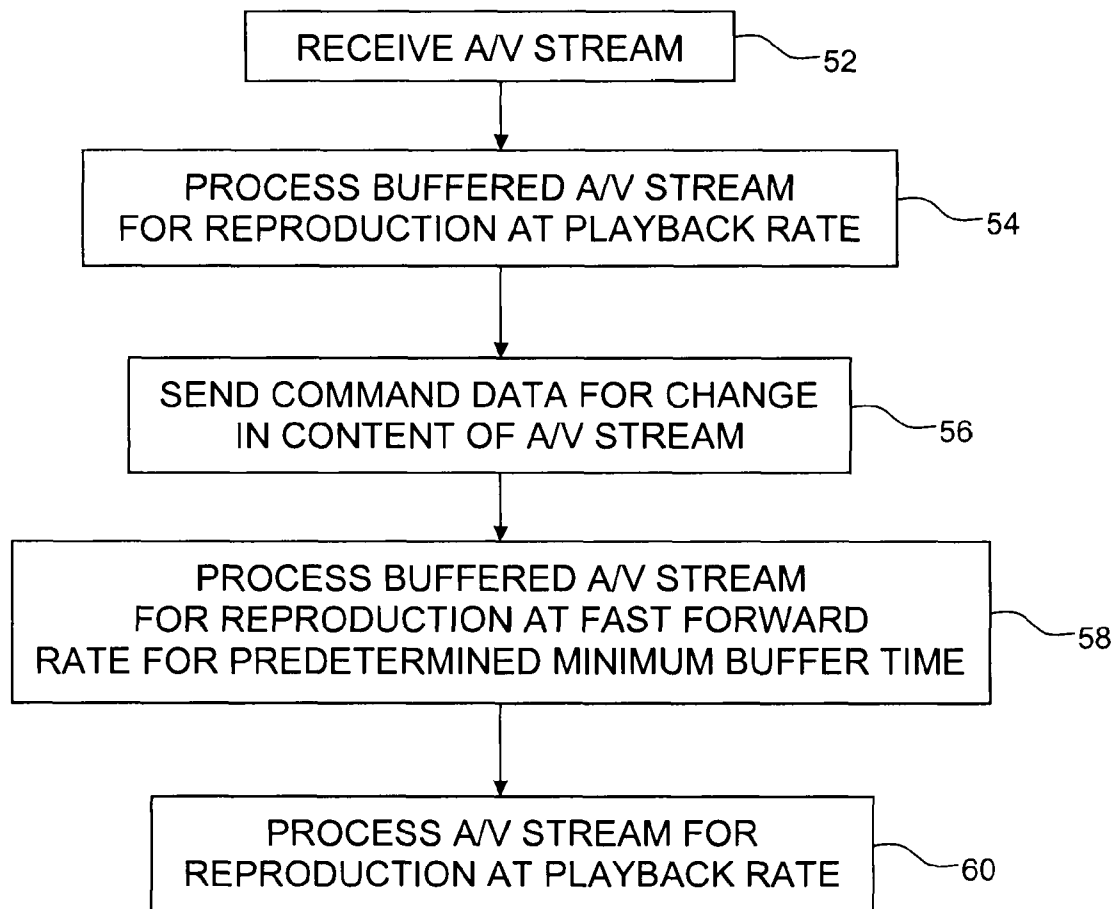 RECEIVE A/V STREAM
52
PROCESS BUFFERED A/V STREAM
FOR REPRODUCTION AT PLAYBACK RATE
54
SEND COMMAND DATA FOR CHANGE
IN CONTENT OF A/V STREAM
56
PROCESS BUFFERED A/V STREAM
FOR REPRODUCTION AT FAST FORWARD
RATE FOR PREDETERMINED MINIMUM BUFFER TIME
58
PROCESS A/V STREAM FOR
REPRODUCTION AT PLAYBACK RATE
60